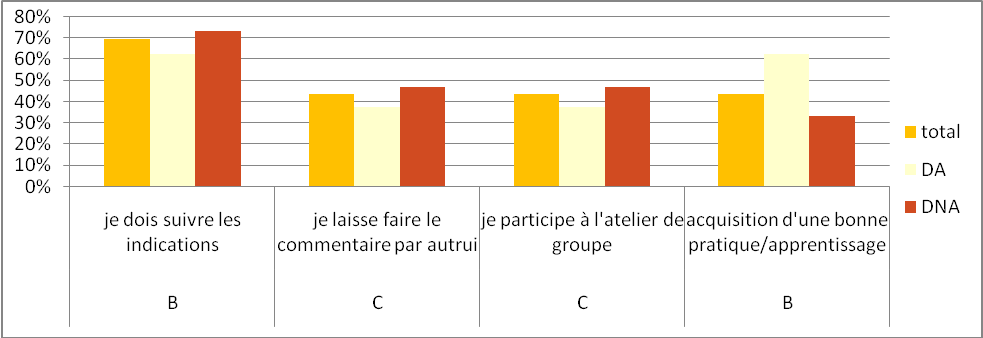 80%
70%
60%
50%
40%
30%
20%
10%
0%
je dois suivre les
indications
je laisse faire le
commentaire par autrui
je participe à l'atelier de
groupe
acquisition d'une bonne
pratique/apprentissage
B
C
C
B
total
DA
DNA